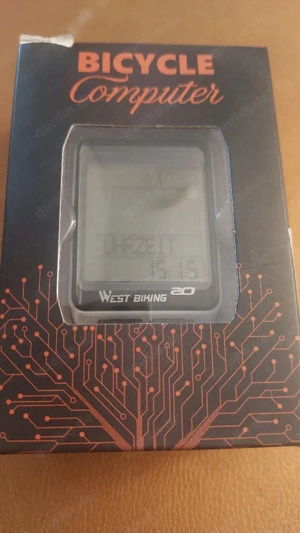 BICYCLE
Computer
UHRZEIT
15 15
WEST BIKING 20